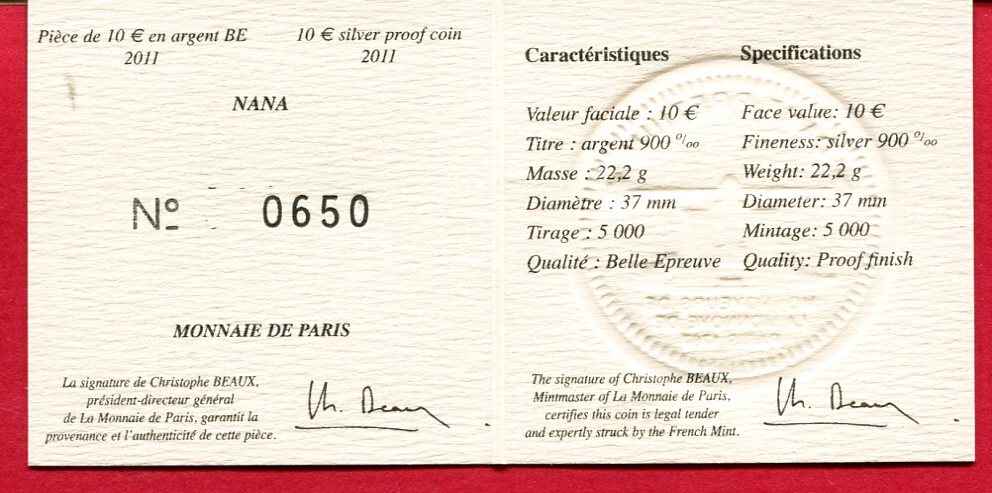 Pièce de 10 € en argent BE
2011
10 € silver proof coin
2011
NANA
Nº 0650
MONNAIE DE PARIS
La signature de Christophe BEAUX,
président-directeur général
de La Monnaie de Paris, garantit la
provenance et l'authenticité de cette pièce.
Ch. Beaux
Caractéristiques
Valeur faciale : 10 €
Titre : argent 900 ‰
Masse : 22,2 g
Diamètre : 37 mm
Tirage : 5 000
Qualité : Belle Epreuve
Specifications
Face value: 10 €
Fineness: silver 900 ‰
Weight: 22,2 g
Diameter: 37 mm
Mintage: 5 000
Quality: Proof finish
The signature of Christophe BEAUX,
Mintmaster of La Monnaie de Paris,
certifies this coin is legal tender
and expertly struck by the French Mint.
Ch. Beaux